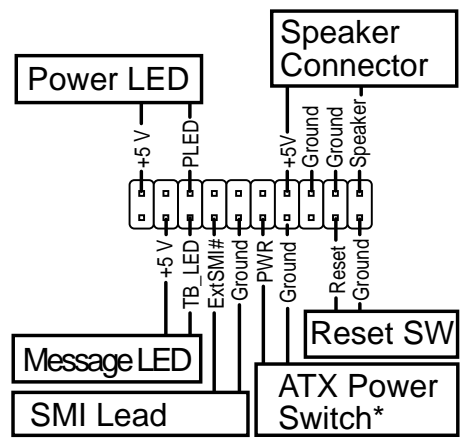 Speaker
Connector
Power LED
+5 V
PLED
+5V
Ground
Ground
Speaker
+5 V
TB_LED
ExtSMI#
Ground
PWR
Ground
Reset
Ground
Reset SW
Message LED
ATX Power
Switch*
SMI Lead